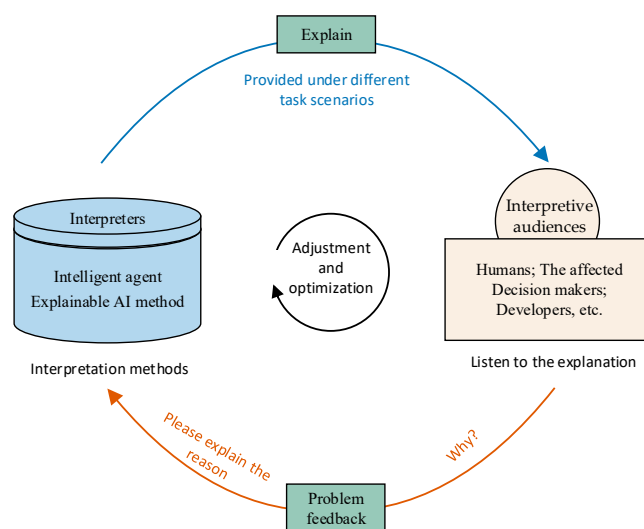 Explain
Provided under different
task scenarios
Interpreters
Intelligent agent
Explainable AI method
Interpretation methods
Adjustment
and
optimization
Interpretive
audiences
Humans; The affected
Decision makers;
Developers, etc.
Listen to the explanation
Please explain the
reason
Why?
Problem
feedback